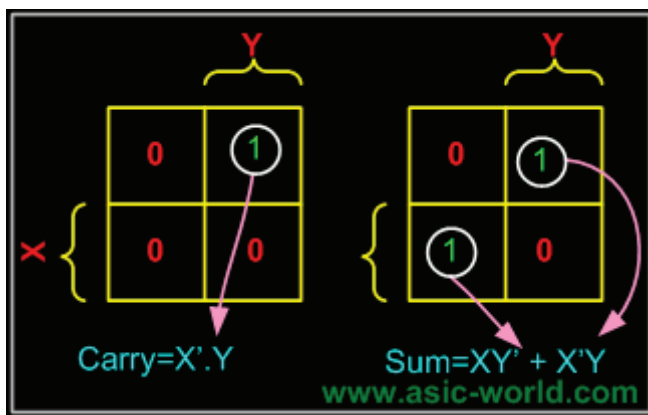 Y Y
0 1 0 1
X 0 0 1 0
Carry=X'.Y Sum=XY' + X'Y
www.asic-world.com